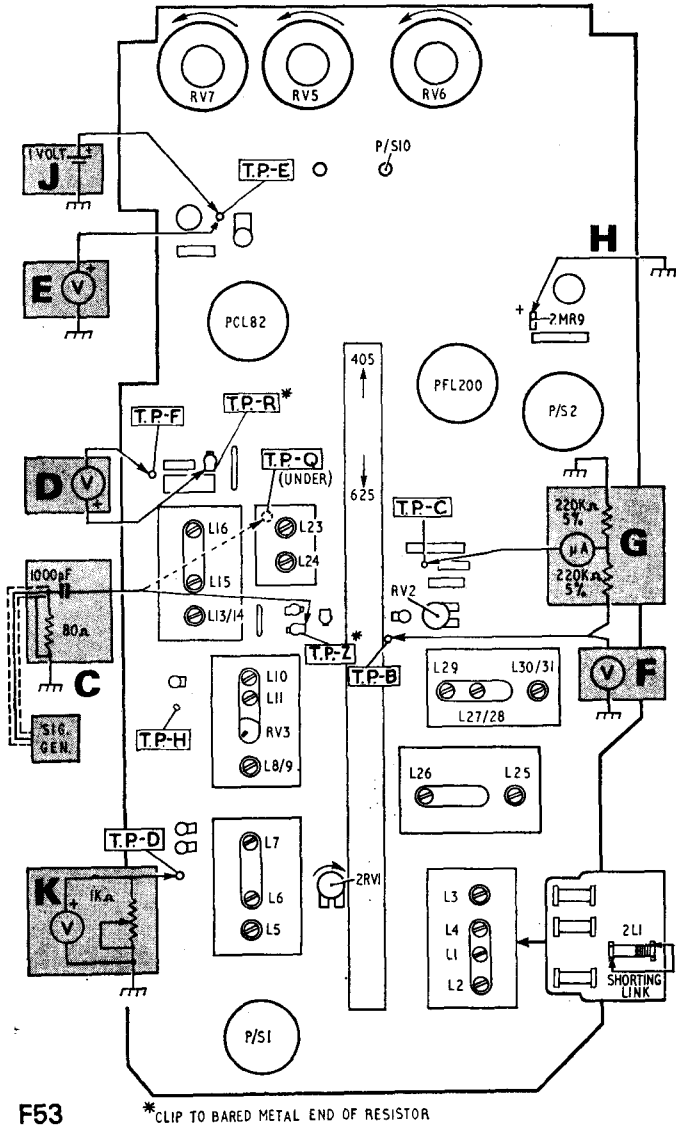 RV7
RV5
RV6
P/S10
1 VOLT
+
J
T.P.-E
H
+
E
V
+
2MR9
PCL82
405
PFL200
P/S2
T.P.-F
T.P.-R *
D
V
+
T.P.-Q
(UNDER)
625
T.P.-C
220KΩ
5%
µA
G
220KΩ
5%
L16
L23
L24
L15
L13/14
1000pF
80Ω
C
RV2
T.P.-Z *
T.P.-B
V
F
L10
L11
RV3
L8/9
T.P.-H
L29
L30/31
L27/28
SIG.
GEN.
L26
L25
T.P.-D
K
1KΩ
+
V
L7
L6
L5
2RV1
L3
L4
L1
L2
2L1
SHORTING
LINK
P/S1
F53
*CLIP TO BARED METAL END OF RESISTOR